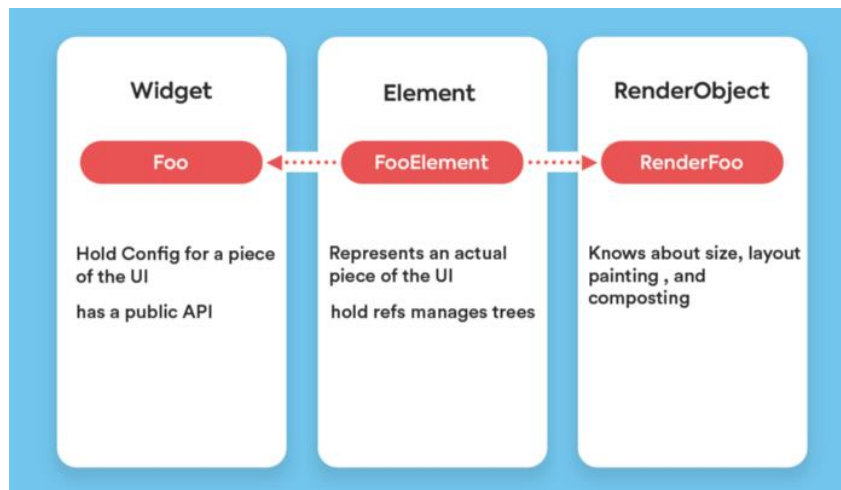 Widget
Foo
Hold Config for a piece
of the UI
has a public API
Element
FooElement
Represents an actual
piece of the UI
hold refs manages trees
RenderObject
RenderFoo
Knows about size, layout
painting , and
composting